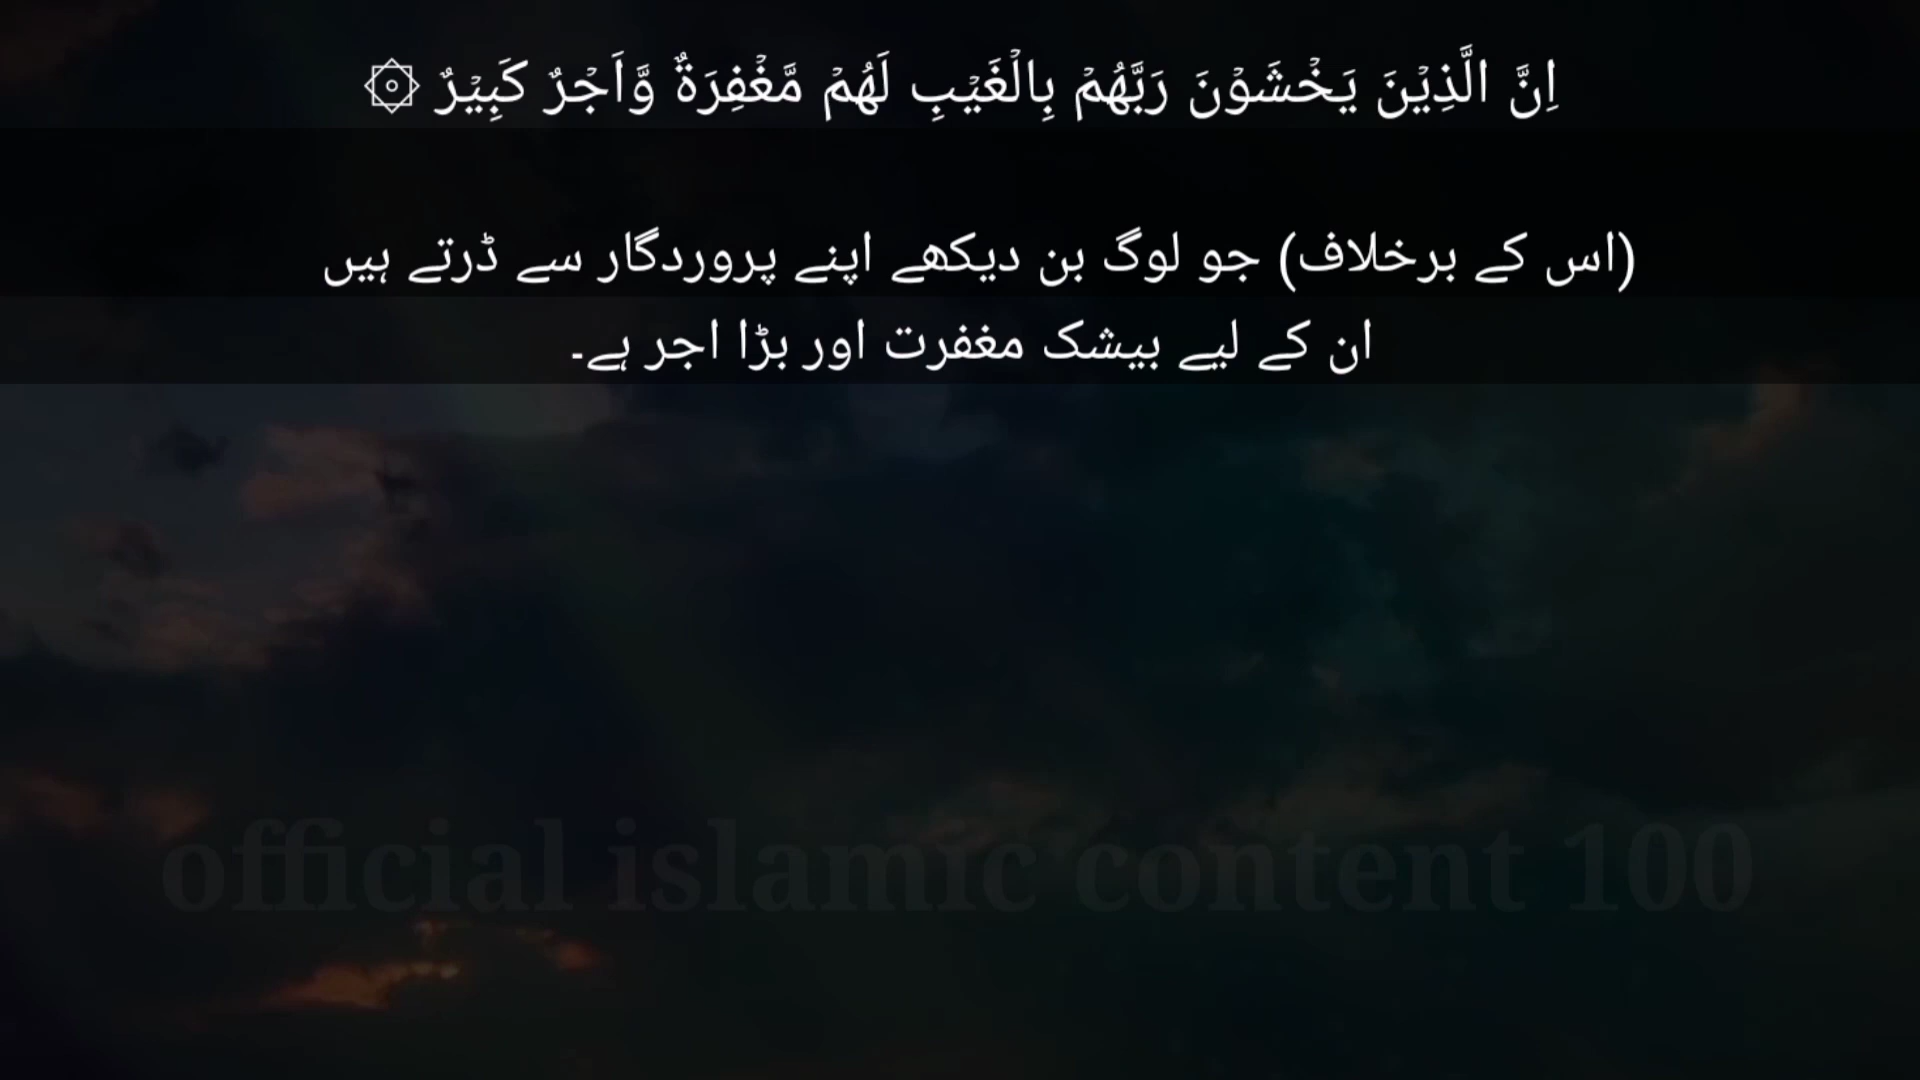 اِنَّ الَّذِيۡنَ يَخۡشَوۡنَ رَبَّهُمۡ بِالۡغَيۡبِ لَهُمۡ مَّغۡفِرَةٌ وَّاَجۡرٌ كَبِيۡرٌ ۞
(اس کے برخلاف) جو لوگ بن دیکھے اپنے پروردگار سے ڈرتے ہیں
ان کے لیے بیشک مغفرت اور بڑا اجر ہے۔
official islamic content 100